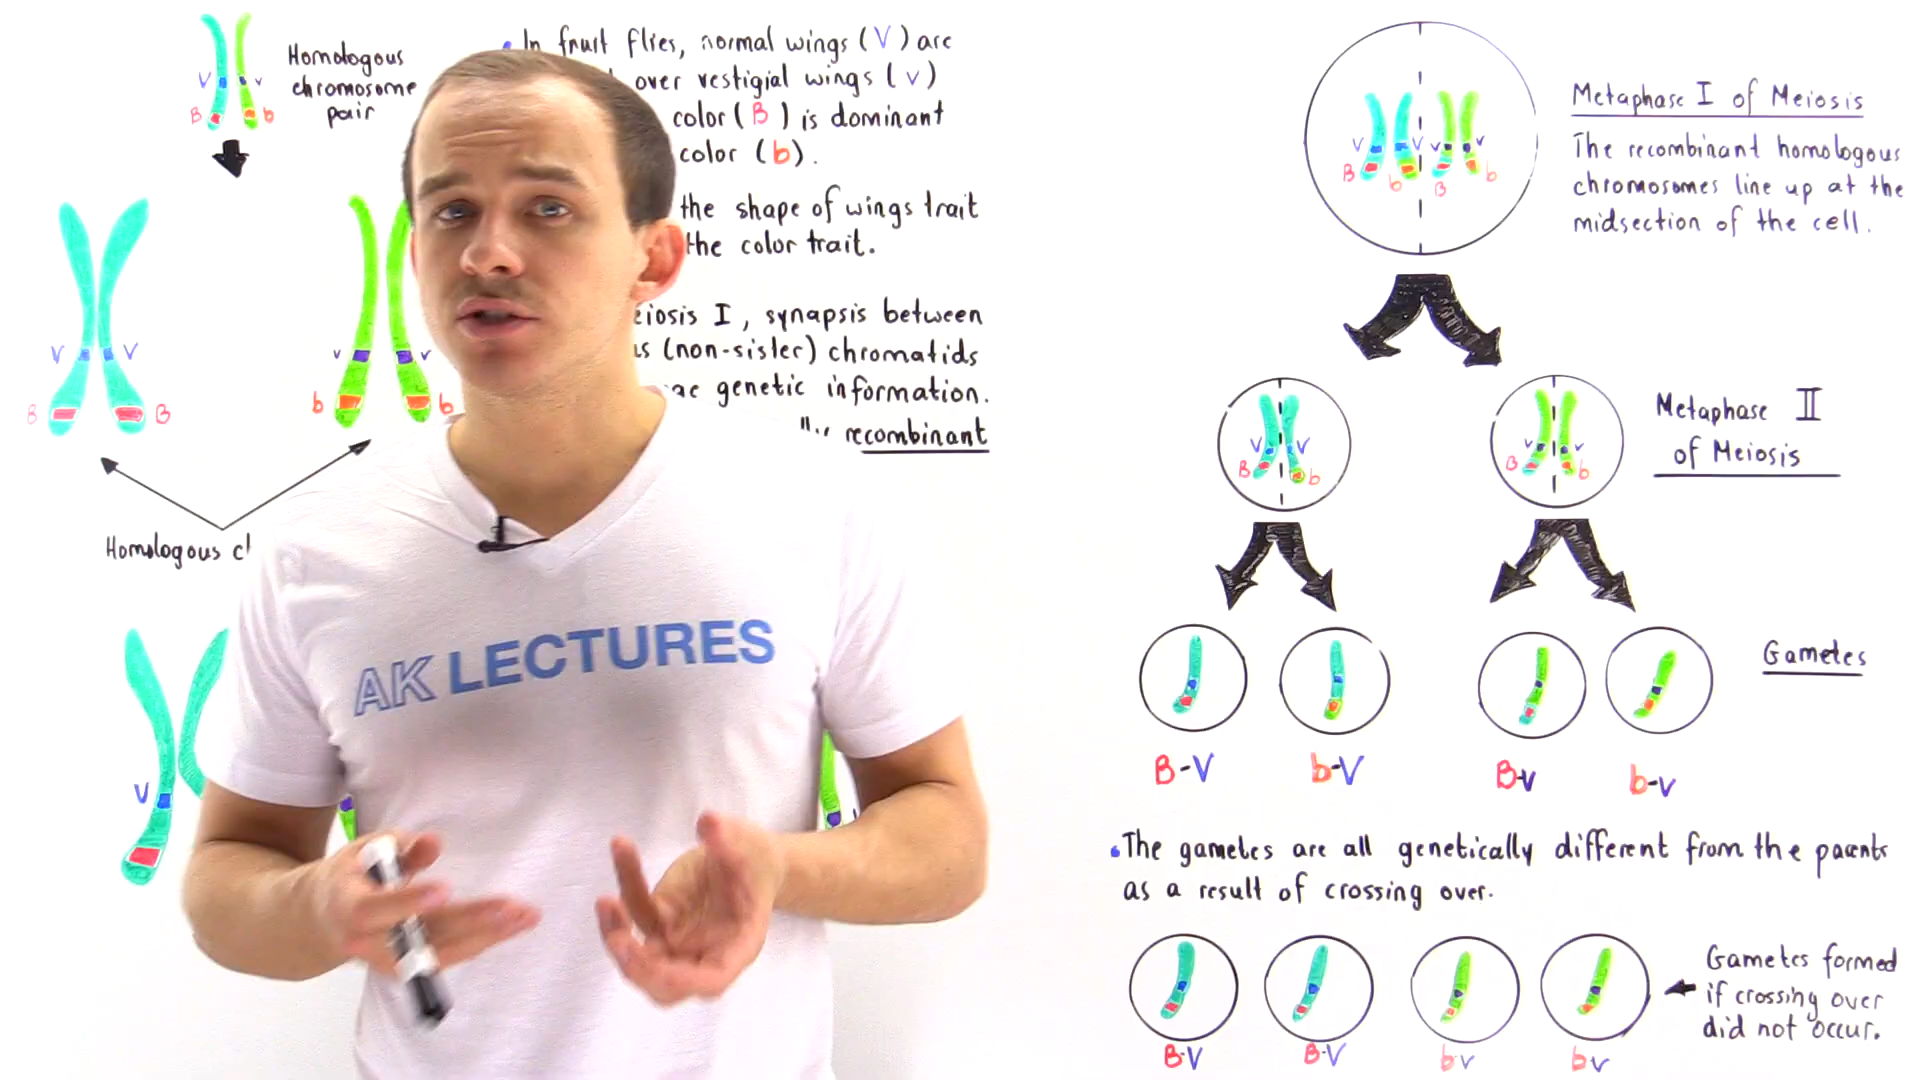 Homologous
chromosome
pair
V
v
B
b
• In fruit flies, normal wings (V) are
over vestigial wings (v)
color (B) is dominant
color (b).
the shape of wings trait
the color trait.
eiosis I, synapsis between
(non-sister) chromatids
genetic information.
recombinant
V
V
B
B
v
v
b
b
Homologous
V
AK LECTURES
Metaphase I of Meiosis
The recombinant homologous
chromosomes line up at the
midsection of the cell.
V
V
v
v
B
b
B
b
Metaphase II
of Meiosis
V
V
B
b
v
v
B
b
Gametes
B-V
b-V
B-v
b-v
• The gametes are all genetically different from the parents
as a result of crossing over.
Gametes formed
if crossing over
did not occur.
B-V
B-V
b-v
b v